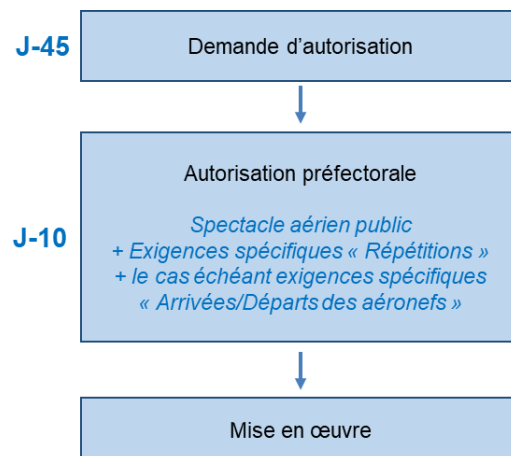 J-45
Demande d’autorisation
Autorisation préfectorale
J-10
Spectacle aérien public
+ Exigences spécifiques « Répétitions »
+ le cas échéant exigences spécifiques
« Arrivées/Départs des aéronefs »
Mise en œuvre